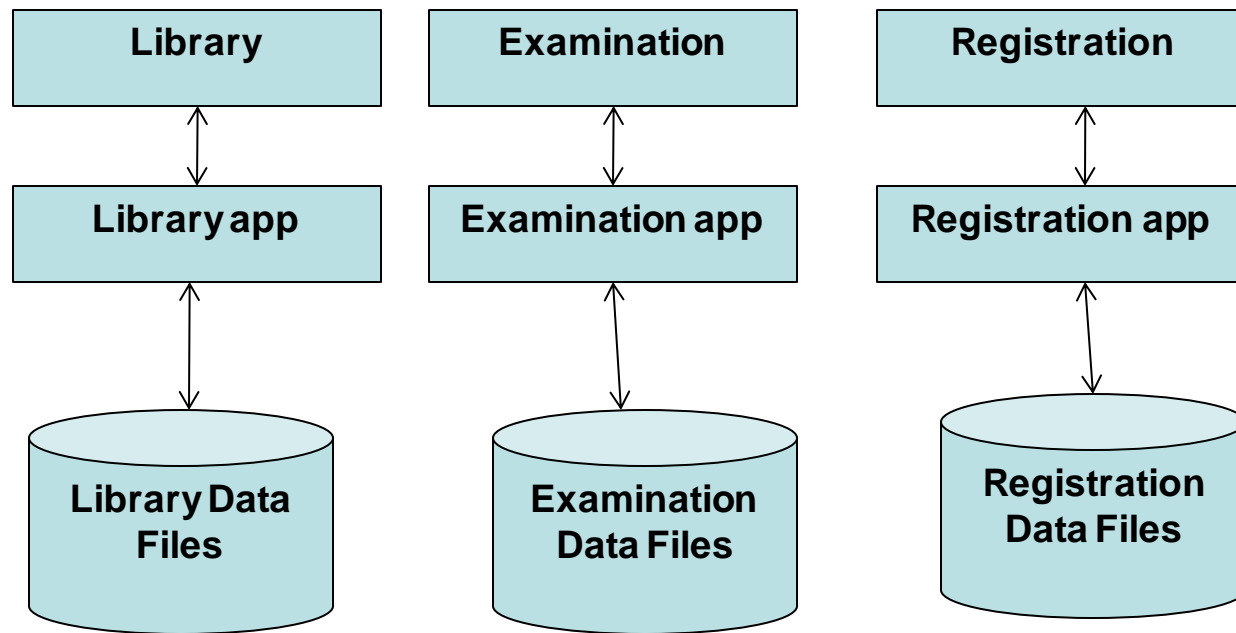 Library
Examination
Registration
Library app
Examination app
Registration app
Library Data
Files
Examination
Data Files
Registration
Data Files